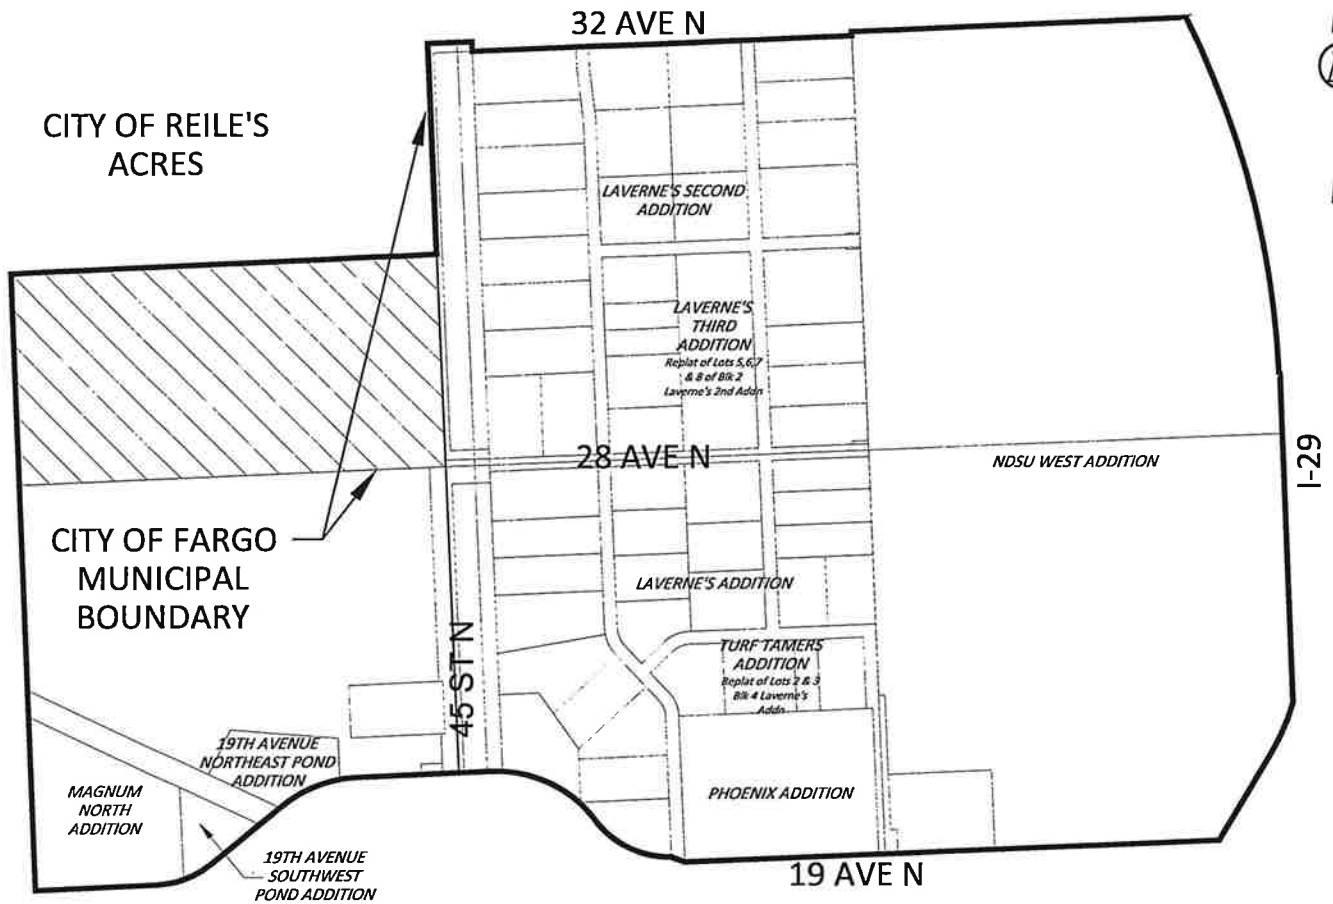 32 AVE N
CITY OF REILE'S
ACRES
LAVERNE'S SECOND
ADDITION
LAVERNE'S
THIRD
ADDITION
Replat of Lots 5,6,7
& 8 of Blk 2
Laverne's 2nd Addn
28 AVE N
NDSU WEST ADDITION
I-29
CITY OF FARGO
MUNICIPAL
BOUNDARY
LAVERNE'S ADDITION
45 ST N
TURF TAMERS
ADDITION
Replat of Lots 2 & 3
Blk 4 Laverne's
Addn
19TH AVENUE
NORTHEAST POND
ADDITION
MAGNUM
NORTH
ADDITION
PHOENIX ADDITION
19TH AVENUE
SOUTHWEST
POND ADDITION
19 AVE N